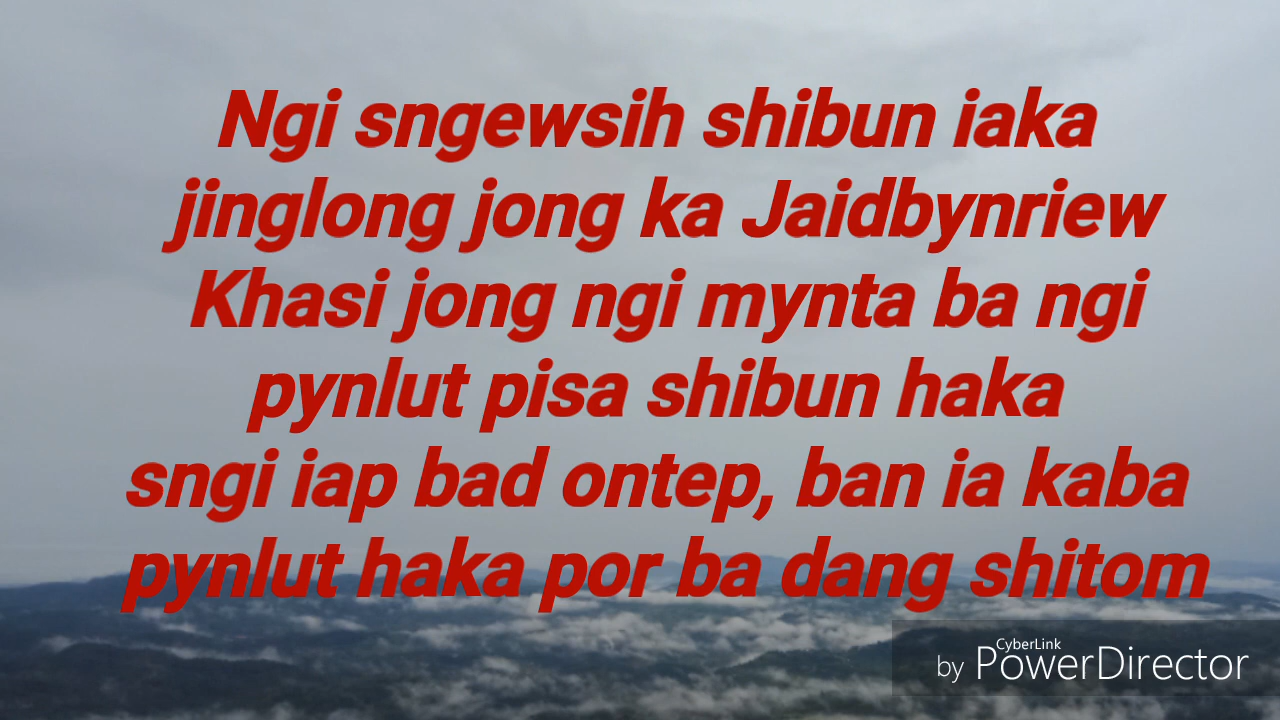 Ngi sngewsih shibun iaka
jinglong jong ka Jaidbynriew
Khasi jong ngi mynta ba ngi
pynlut pisa shibun haka
sngi iap bad ontep, ban ia kaba
pynlut haka por ba dang shitom
CyberLink
by PowerDirector